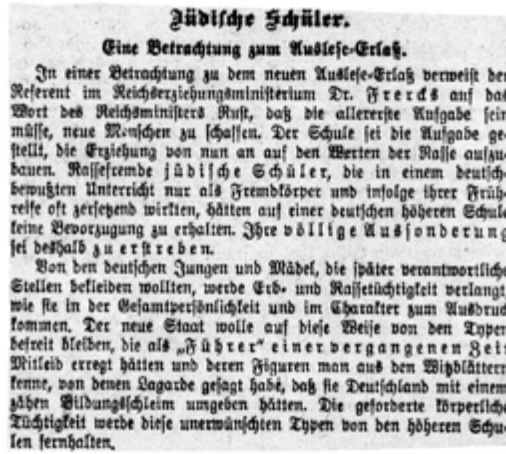 Jüdische Schüler.
Eine Betrachtung zum Auslese-Erlaß.
In einer Betrachtung zu dem neuen Auslese-Erlaß verweist der
Referent im Reichserziehungsministerium Dr. Frercks auf das
Wort des Reichsministers Rust, daß die allererste Aufgabe sein
müsse, neue Menschen zu schaffen. Der Schule sei die Aufgabe ge-
stellt, die Erziehung von nun an auf den Werten der Rasse aufzu-
bauen. Rassefremde jüdische Schüler, die in einem deutsch-
bewußten Unterricht nur als Fremdkörper und infolge ihrer Früh-
reife oft zersetzend wirkten, hätten auf einer deutschen höheren Schule
keine Bevorzugung zu erhalten. Ihre völlige Aussonderung
sei deshalb zu erstreben.
Von den deutschen Jungen und Mädel, die später verantwortliche
Stellen bekleiden wollten, werde Erb- und Rassetüchtigkeit verlangt,
wie sie in der Gesamtpersönlichkeit und im Charakter zum Ausdruck
kommen. Der neue Staat wolle auf diese Weise von den Typen
befreit bleiben, die als „Führer" einer vergangenen Zeit
Mitleid erregt hätten und deren Figuren man aus den Witzblättern
kenne, von denen Lagarde gesagt habe, daß sie Deutschland mit einem
zähen Bildungsschleim umgeben hätten. Die geforderte körperliche
Tüchtigkeit werde diese unerwünschten Typen von den höheren Schu-
len fernhalten.